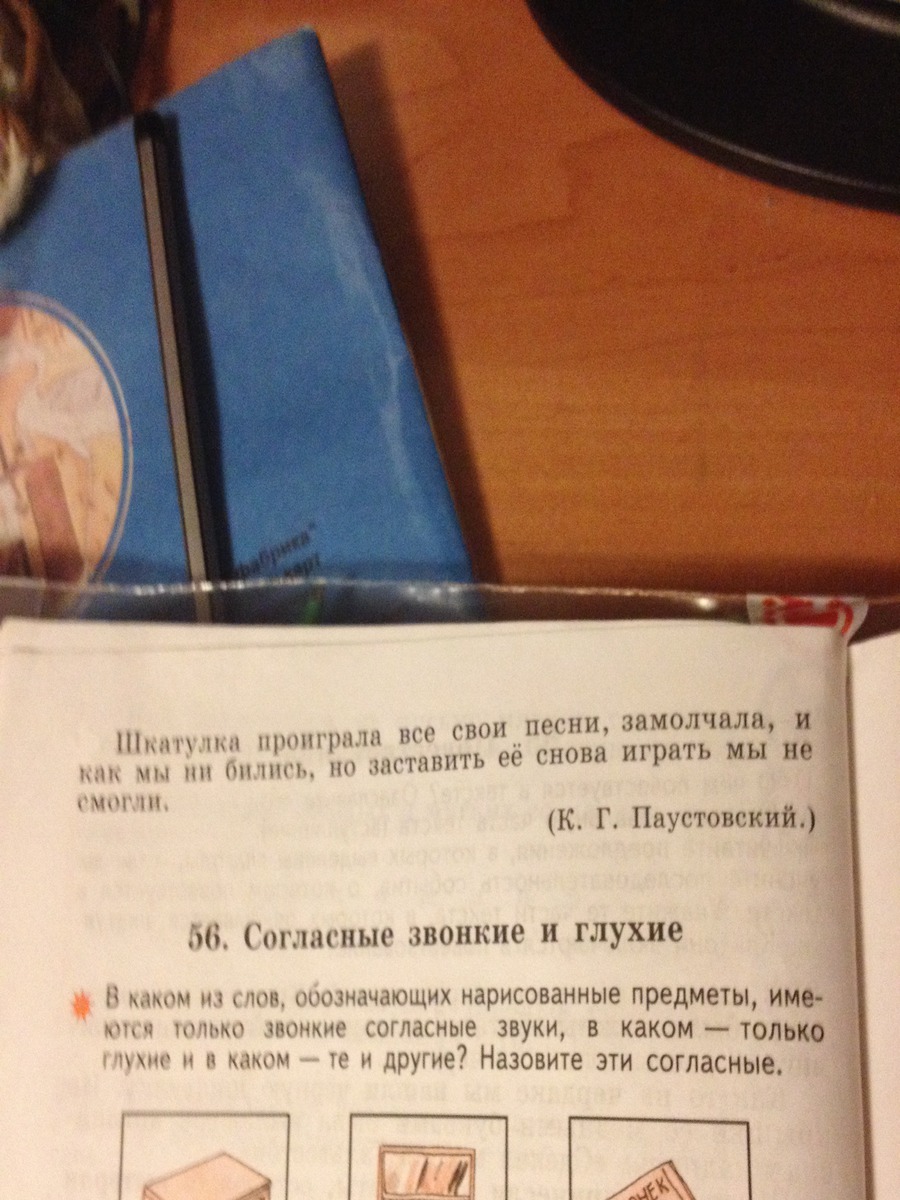 фабрика"
карт
Шкатулка проиграла все свои песни, замолчала, и
как мы ни бились, но заставить её снова играть мы не
смогли.
(К. Г. Паустовский.)
56. Согласные звонкие и глухие
В каком из слов, обозначающих нарисованные предметы, име-
ются только звонкие согласные звуки, в каком — только
глухие и в каком — те и другие? Назовите эти согласные.